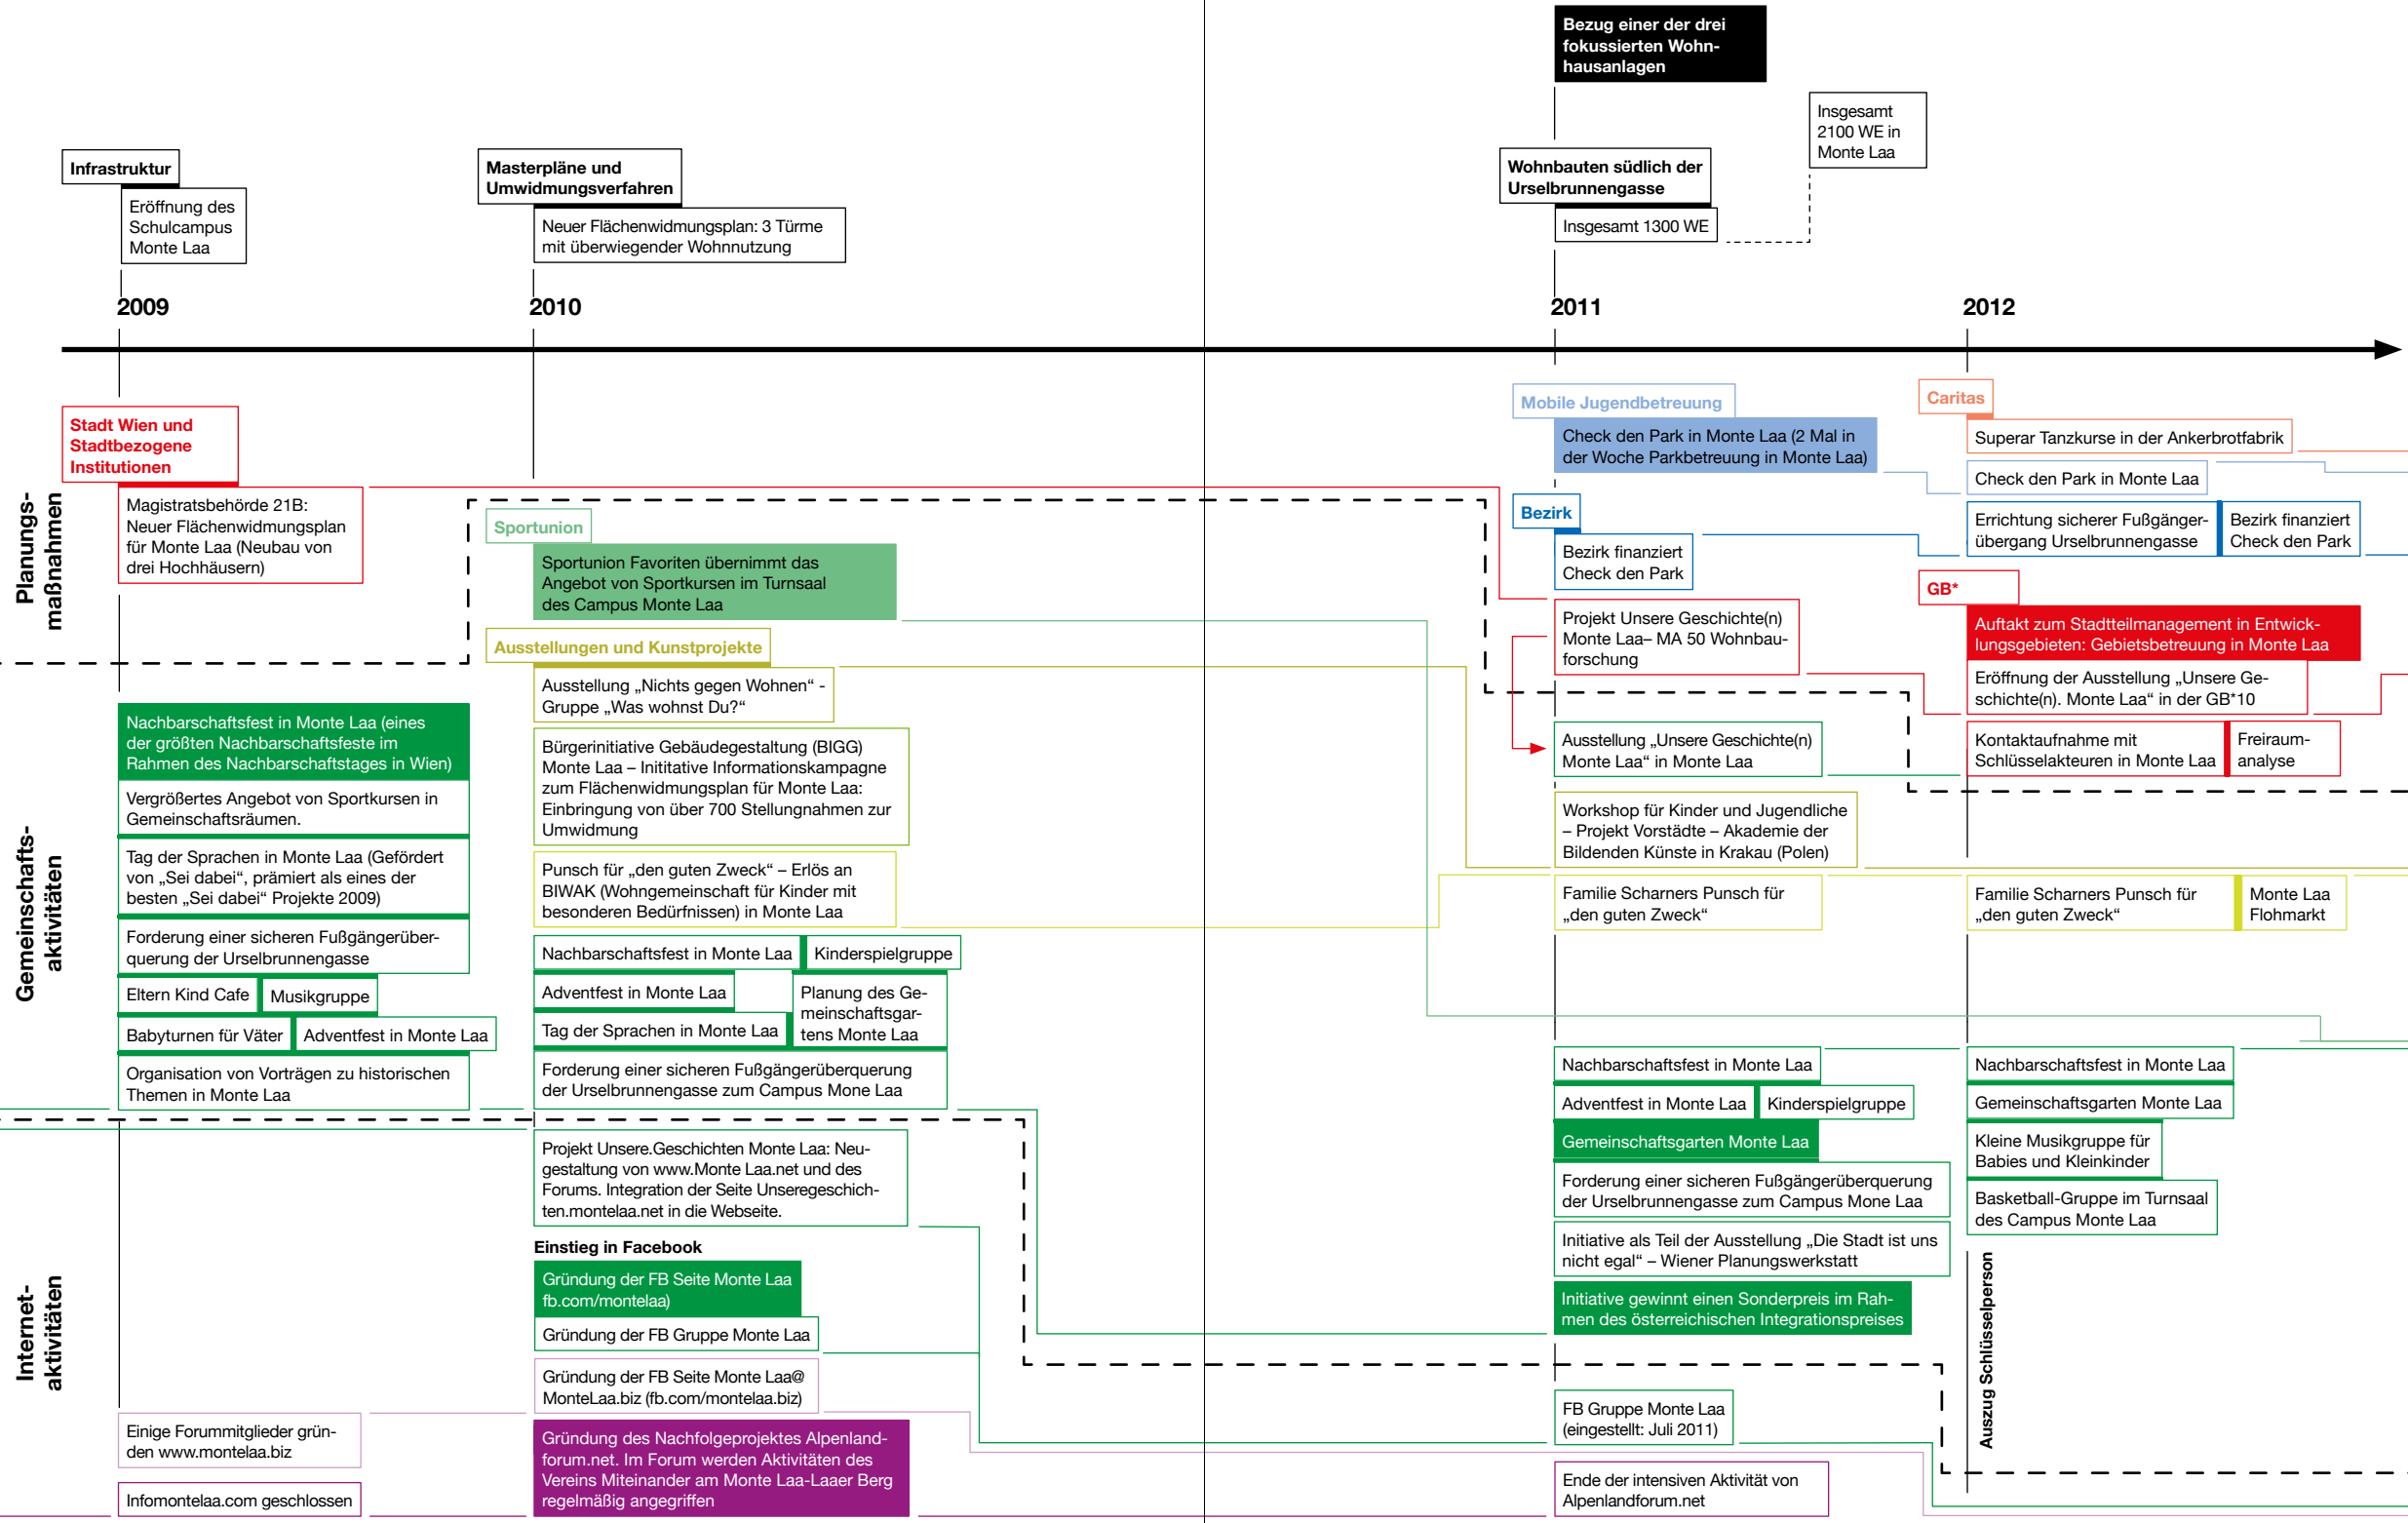 Bezug einer der drei
fokussierten Wohn-
hausanlagen
Insgesamt
2100 WE in
Monte Laa
Infrastruktur
Eröffnung des
Schulcampus
Monte Laa
Masterpläne und
Umwidmungsverfahren
Neuer Flächenwidmungsplan: 3 Türme
mit überwiegender Wohnnutzung
Wohnbauten südlich der
Urselbrunnengasse
Insgesamt 1300 WE
2009
2010
2011
2012
Planungs-
maßnahmen
Stadt Wien und
Stadtbezogene
Institutionen
Magistratsbehörde 21B:
Neuer Flächenwidmungsplan
für Monte Laa (Neubau von
drei Hochhäusern)
Sportunion
Sportunion Favoriten übernimmt das
Angebot von Sportkursen im Turnsaal
des Campus Monte Laa
Mobile Jugendbetreuung
Check den Park in Monte Laa (2 Mal in
der Woche Parkbetreuung in Monte Laa)
Bezirk
Bezirk finanziert
Check den Park
Projekt Unsere Geschichte(n)
Monte Laa– MA 50 Wohnbau-
forschung
Caritas
Superar Tanzkurse in der Ankerbrotfabrik
Check den Park in Monte Laa
Errichtung sicherer Fußgänger-
übergang Urselbrunnengasse
Bezirk finanziert
Check den Park
GB*
Auftakt zum Stadtteilmanagement in Entwick-
lungsgebieten: Gebietsbetreuung in Monte Laa
Eröffnung der Ausstellung „Unsere Ge-
schichte(n). Monte Laa“ in der GB*10
Kontaktaufnahme mit
Schlüsselakteuren in Monte Laa
Freiraum-
analyse
Gemeinschafts-
aktivitäten
Nachbarschaftsfest in Monte Laa (eines
der größten Nachbarschaftsfeste im
Rahmen des Nachbarschaftstages in Wien)
Vergrößertes Angebot von Sportkursen in
Gemeinschaftsräumen.
Tag der Sprachen in Monte Laa (Gefördert
von „Sei dabei“, prämiert als eines der
besten „Sei dabei“ Projekte 2009)
Forderung einer sicheren Fußgängerüber-
querung der Urselbrunnengasse
Eltern Kind Cafe
Musikgruppe
Babyturnen für Väter
Adventfest in Monte Laa
Organisation von Vorträgen zu historischen
Themen in Monte Laa
Ausstellungen und Kunstprojekte
Ausstellung „Nichts gegen Wohnen“ -
Gruppe „Was wohnst Du?“
Bürgerinitiative Gebäudegestaltung (BIGG)
Monte Laa – Inititative Informationskampagne
zum Flächenwidmungsplan für Monte Laa:
Einbringung von über 700 Stellungnahmen zur
Umwidmung
Punsch für „den guten Zweck“ – Erlös an
BIWAK (Wohngemeinschaft für Kinder mit
besonderen Bedürfnissen) in Monte Laa
Nachbarschaftsfest in Monte Laa
Kinderspielgruppe
Adventfest in Monte Laa
Tag der Sprachen in Monte Laa
Planung des Ge-
meinschaftsgar-
tens Monte Laa
Forderung einer sicheren Fußgängerüberquerung
der Urselbrunnengasse zum Campus Mone Laa
Ausstellung „Unsere Geschichte(n)
Monte Laa“ in Monte Laa
Workshop für Kinder und Jugendliche
– Projekt Vorstädte – Akademie der
Bildenden Künste in Krakau (Polen)
Familie Scharners Punsch für
„den guten Zweck“
Nachbarschaftsfest in Monte Laa
Adventfest in Monte Laa
Kinderspielgruppe
Gemeinschaftsgarten Monte Laa
Forderung einer sicheren Fußgängerüberquerung
der Urselbrunnengasse zum Campus Mone Laa
Initiative als Teil der Ausstellung „Die Stadt ist uns
nicht egal“ – Wiener Planungswerkstatt
Initiative gewinnt einen Sonderpreis im Rah-
men des österreichischen Integrationspreises
Familie Scharners Punsch für
„den guten Zweck“
Monte Laa
Flohmarkt
Nachbarschaftsfest in Monte Laa
Gemeinschaftsgarten Monte Laa
Kleine Musikgruppe für
Babies und Kleinkinder
Basketball-Gruppe im Turnsaal
des Campus Monte Laa
Auszug Schlüsselperson
Internet-
aktivitäten
Einige Forummitglieder grün-
den www.montelaa.biz
Infomontelaa.com geschlossen
Projekt Unsere.Geschichten Monte Laa: Neu-
gestaltung von www.Monte Laa.net und des
Forums. Integration der Seite Unseregeschich-
ten.montelaa.net in die Webseite.
Einstieg in Facebook
Gründung der FB Seite Monte Laa
fb.com/montelaa)
Gründung der FB Gruppe Monte Laa
Gründung der FB Seite Monte Laa@
MonteLaa.biz (fb.com/montelaa.biz)
Gründung des Nachfolgeprojektes Alpenland-
forum.net. Im Forum werden Aktivitäten des
Vereins Miteinander am Monte Laa-Laaer Berg
regelmäßig angegriffen
FB Gruppe Monte Laa
(eingestellt: Juli 2011)
Ende der intensiven Aktivität von
Alpenlandforum.net